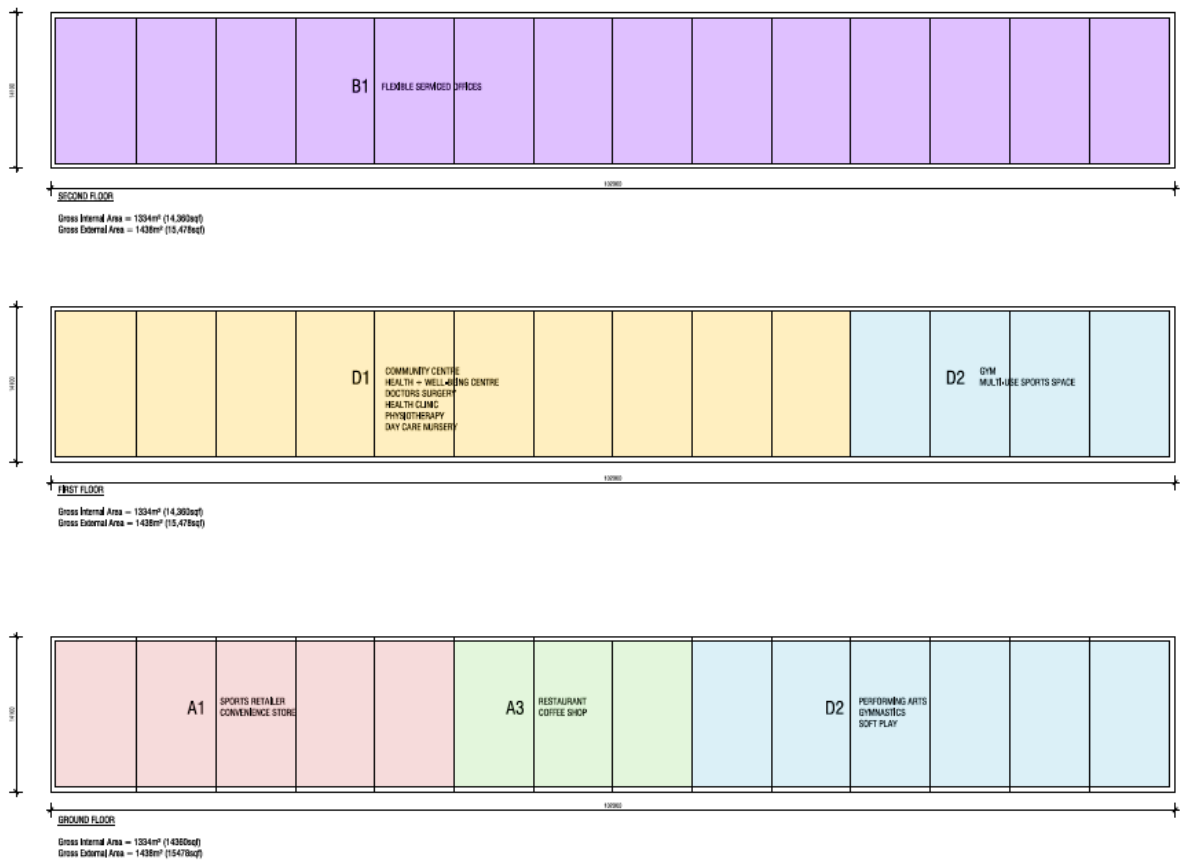 B1 FLEXIBLE SERVICED OFFICES
SECOND FLOOR
Gross Internal Area = 1334m² (14,360sqf)
Gross External Area = 1438m² (15,478sqf)
D1 COMMUNITY CENTRE
HEALTH + WELL-BEING CENTRE
DOCTORS SURGERY
HEALTH CLINIC
PHYSIOTHERAPY
DAY CARE NURSERY
D2 GYM
MULTI-USE SPORTS SPACE
FIRST FLOOR
Gross Internal Area = 1334m² (14,360sqf)
Gross External Area = 1438m² (15,478sqf)
A1 SPORTS RETAILER
CONVENIENCE STORE
A3 RESTAURANT
COFFEE SHOP
D2 PERFORMING ARTS
GYMNASTICS
SOFT PLAY
GROUND FLOOR
Gross Internal Area = 1334m² (14360sqf)
Gross External Area = 1438m² (15478sqf)